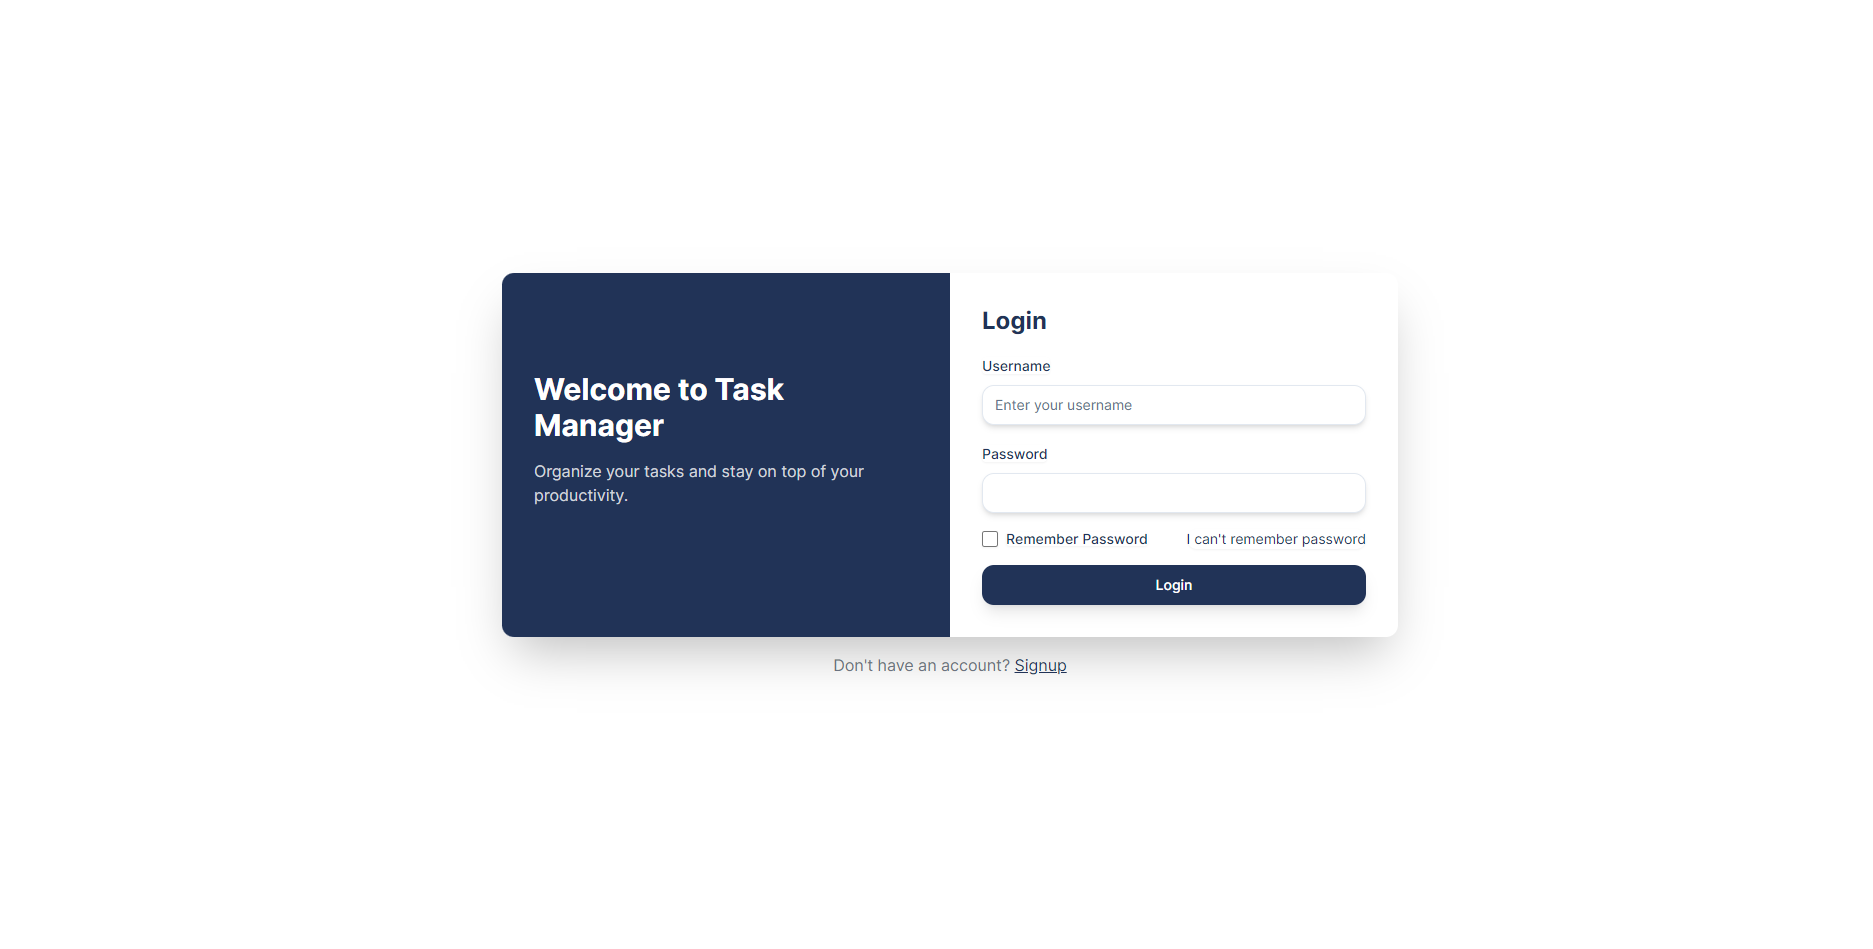 Welcome to Task
Manager
Organize your tasks and stay on top of your
productivity.
Login
Username
Enter your username
Password
Remember Password
I can't remember password
Login
Don't have an account? Signup